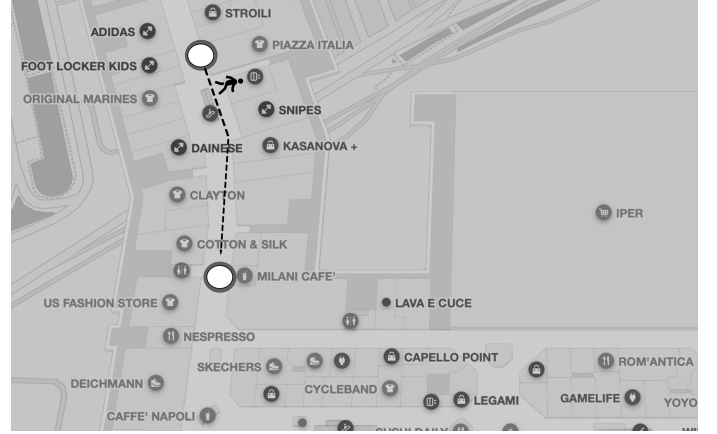 STROILI
ADIDAS
PIAZZA ITALIA
FOOT LOCKER KIDS
ORIGINAL MARINES
SNIPES
DAINESE
KASANOVA +
CLAYTON
IPER
COTTON & SILK
MILANI CAFE'
US FASHION STORE
LAVA E CUCE
NESPRESSO
CAPELLO POINT
SKECHERS
ROM'ANTICA
DEICHMANN
CYCLEBAND
LEGAMI
GAMELIFE
YOYO
CAFFE' NAPOLI